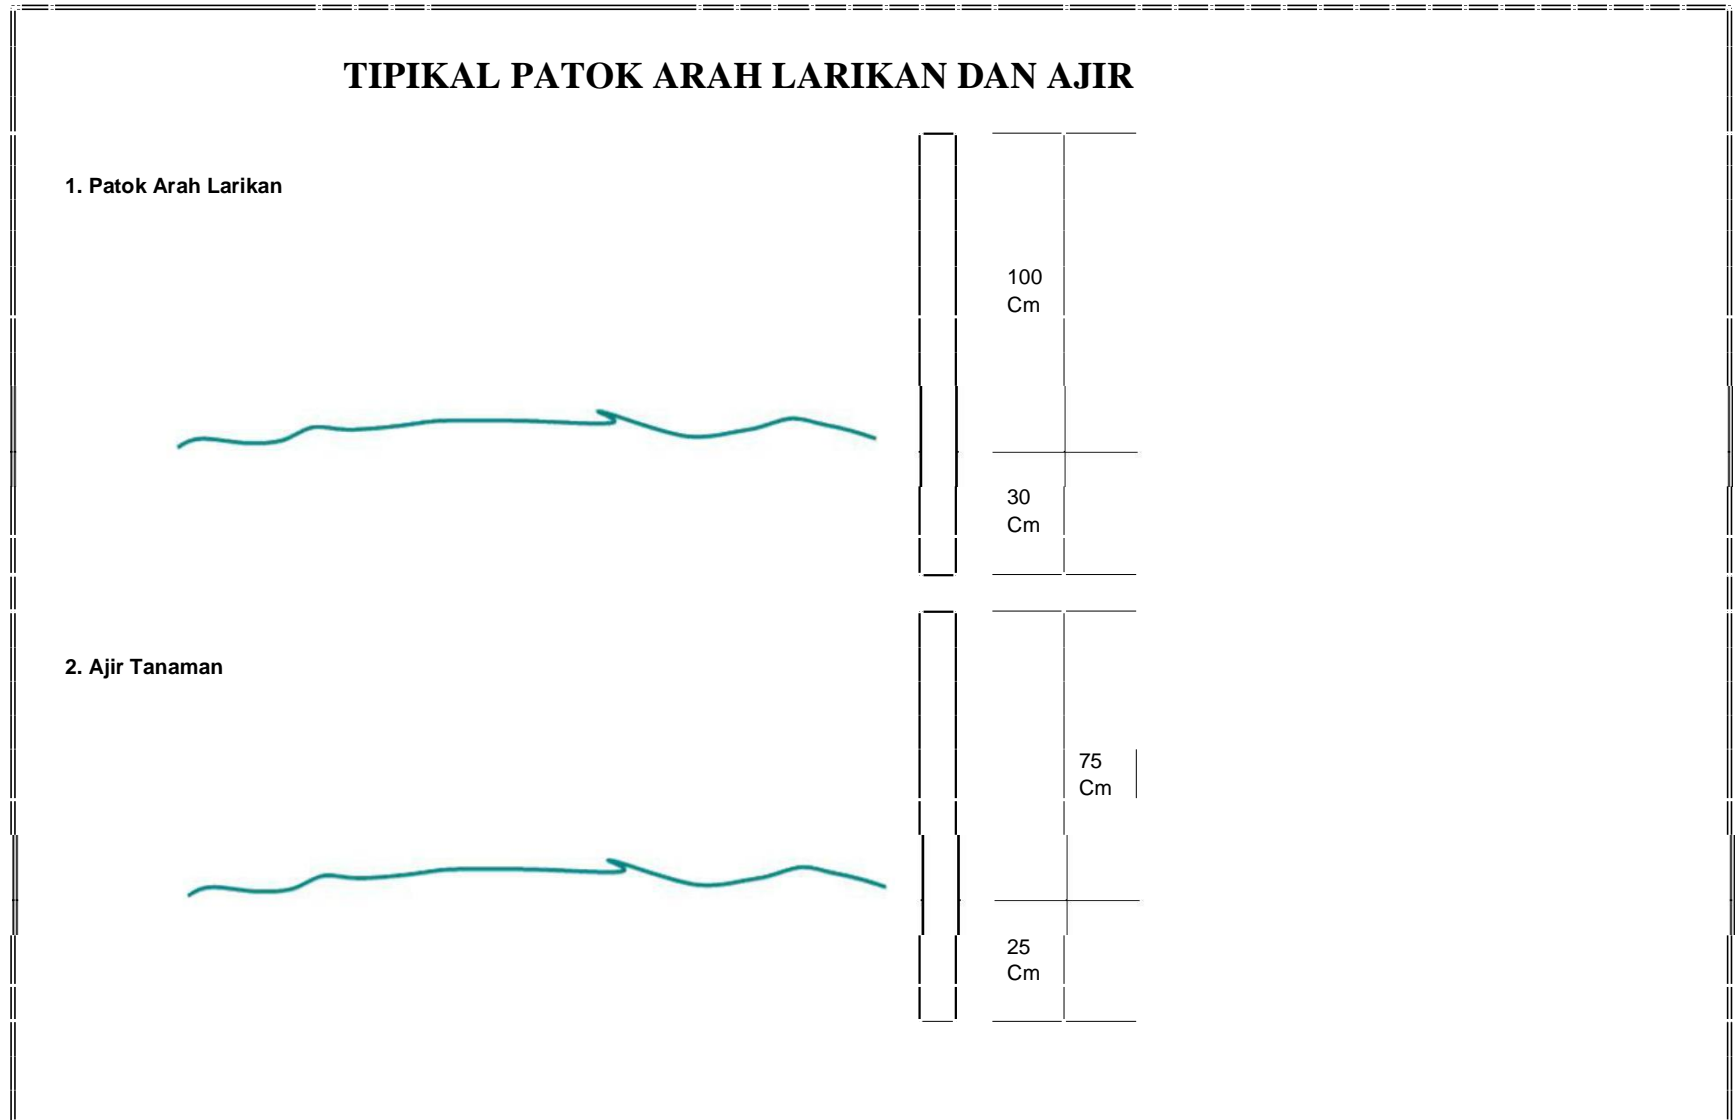 TIPIKAL PATOK ARAH LARIKAN DAN AJIR
1. Patok Arah Larikan
100
Cm
30
Cm
2. Ajir Tanaman
75
Cm
25
Cm